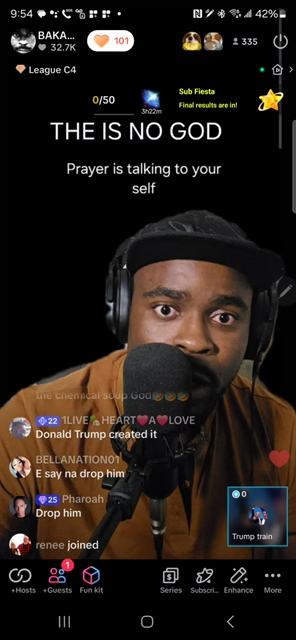 9:54
42%
BAKA...
32.7K
101
335
League C4
0/50
3h22m
Sub Fiesta
Final results are in!
THE IS NO GOD
Prayer is talking to your
self
the chemical soup God
22 1LIVE HEART A LOVE
Donald Trump created it
BELLANATION01
E say na drop him
25 Pharoah
Drop him
renee joined
0
Trump train
1
+Hosts
+Guests
Fun kit
Series
Subscri...
Enhance
More